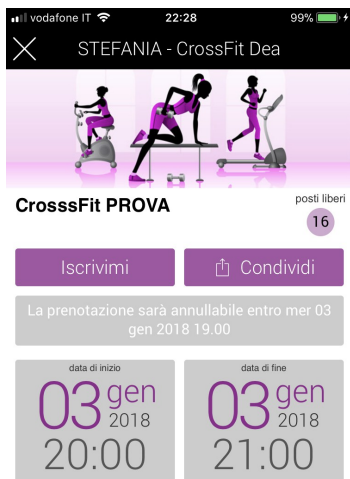 vodafone IT 22:28 99%
STEFANIA - CrossFit Dea
CrosssFit PROVA
posti liberi
16
Iscrivimi Condividi
La prenotazione sarà annullabile entro mer 03
gen 2018 19.00
data di inizio data di fine
03 gen 2018 03 gen 2018
20:00 21:00